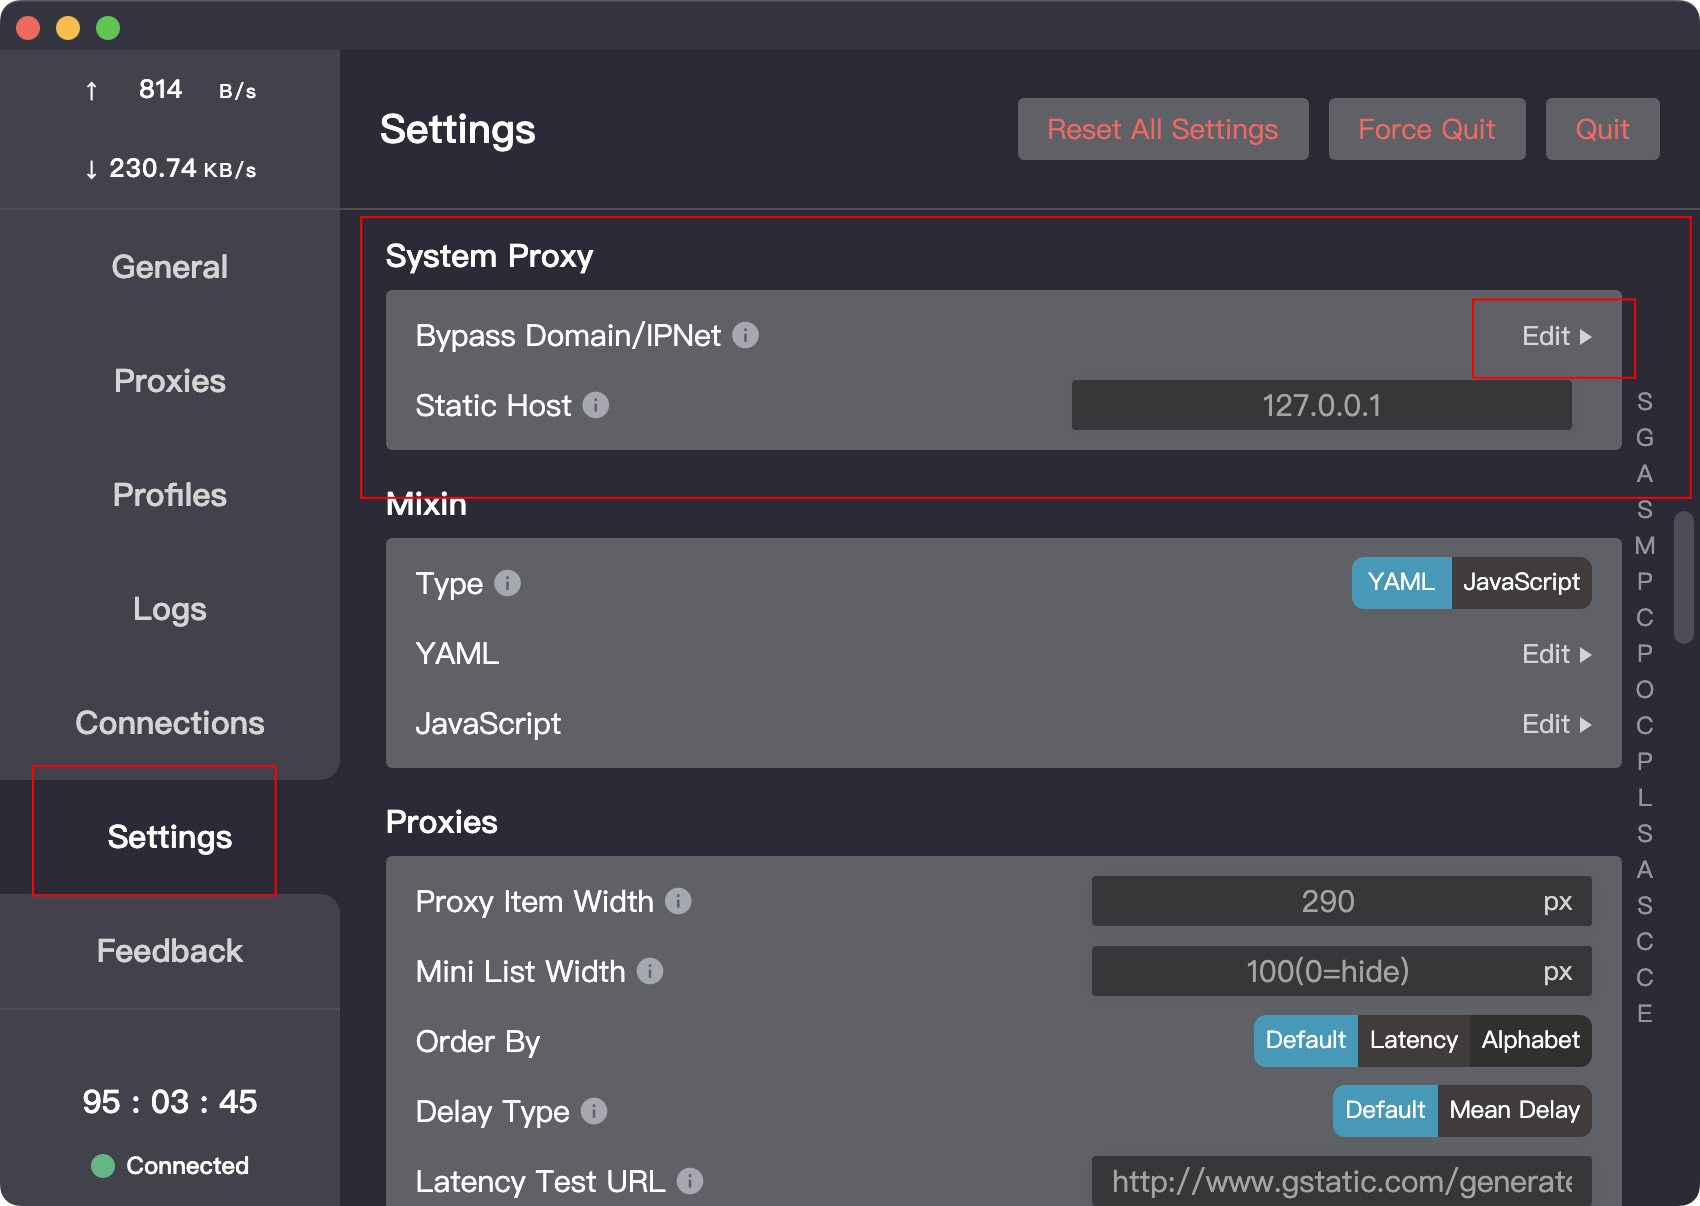 ↑ 814 B/s
↓ 230.74 KB/s
General
Proxies
Profiles
Logs
Connections
Settings
Feedback
95 : 03 : 45
Connected
Settings
Reset All Settings
Force Quit
Quit
System Proxy
Bypass Domain/IPNet
Edit
Static Host
127.0.0.1
Mixin
Type
YAML
JavaScript
YAML
Edit
JavaScript
Edit
Proxies
Proxy Item Width
290
px
Mini List Width
100(0=hide)
px
Order By
Default
Latency
Alphabet
Delay Type
Default
Mean Delay
Latency Test URL
http://www.gstatic.com/generate
S
G
A
S
M
P
C
P
O
C
P
L
S
A
S
C
C
E